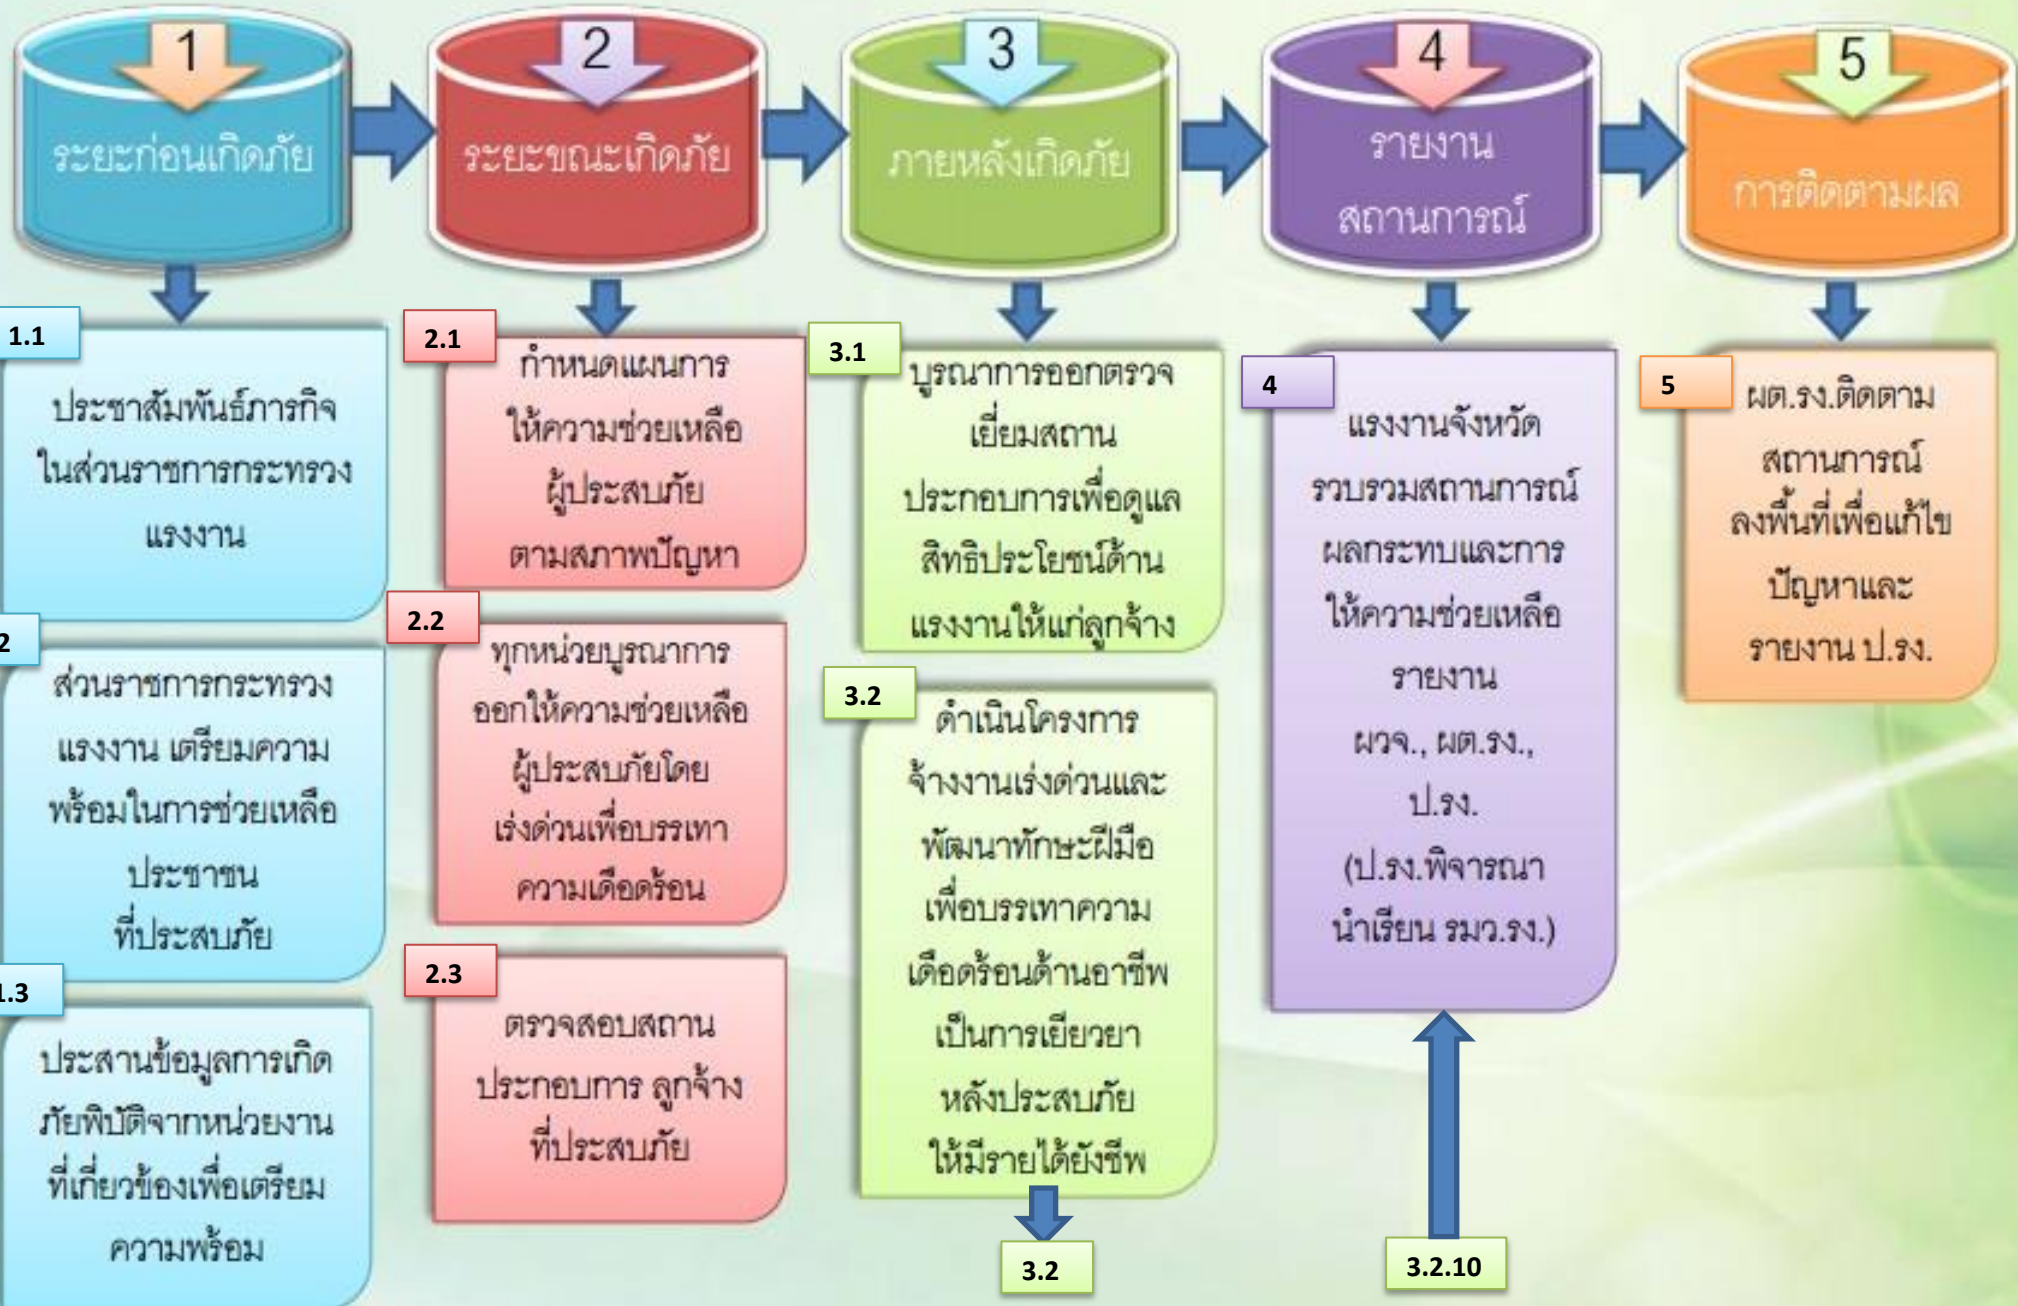 1
ระยะก่อนเกิดภัย
2
ระยะขณะเกิดภัย
3
ภายหลังเกิดภัย
4
รายงาน
สถานการณ์
5
การติดตามผล
1.1
ประชาสัมพันธ์ภารกิจ
ในส่วนราชการกระทรวง
แรงงาน
2
ส่วนราชการกระทรวง
แรงงาน เตรียมความ
พร้อมในการช่วยเหลือ
ประชาชน
ที่ประสบภัย
1.3
ประสานข้อมูลการเกิด
ภัยพิบัติจากหน่วยงาน
ที่เกี่ยวข้องเพื่อเตรียม
ความพร้อม
2.1
กำหนดแผนการ
ให้ความช่วยเหลือ
ผู้ประสบภัย
ตามสภาพปัญหา
2.2
ทุกหน่วยบูรณาการ
ออกให้ความช่วยเหลือ
ผู้ประสบภัยโดย
เร่งด่วนเพื่อบรรเทา
ความเดือดร้อน
2.3
ตรวจสอบสถาน
ประกอบการ ลูกจ้าง
ที่ประสบภัย
3.1
บูรณาการออกตรวจ
เยี่ยมสถาน
ประกอบการเพื่อดูแล
สิทธิประโยชน์ด้าน
แรงงานให้แก่ลูกจ้าง
3.2
ดำเนินโครงการ
จ้างงานเร่งด่วนและ
พัฒนาทักษะฝีมือ
เพื่อบรรเทาความ
เดือดร้อนด้านอาชีพ
เป็นการเยียวยา
หลังประสบภัย
ให้มีรายได้ยังชีพ
3.2
4
แรงงานจังหวัด
รวบรวมสถานการณ์
ผลกระทบและการ
ให้ความช่วยเหลือ
รายงาน
ผวจ., ผต.รง.,
ป.รง.
(ป.รง.พิจารณา
นำเรียน รมว.รง.)
3.2.10
5
ผต.รง.ติดตาม
สถานการณ์
ลงพื้นที่เพื่อแก้ไข
ปัญหาและ
รายงาน ป.รง.